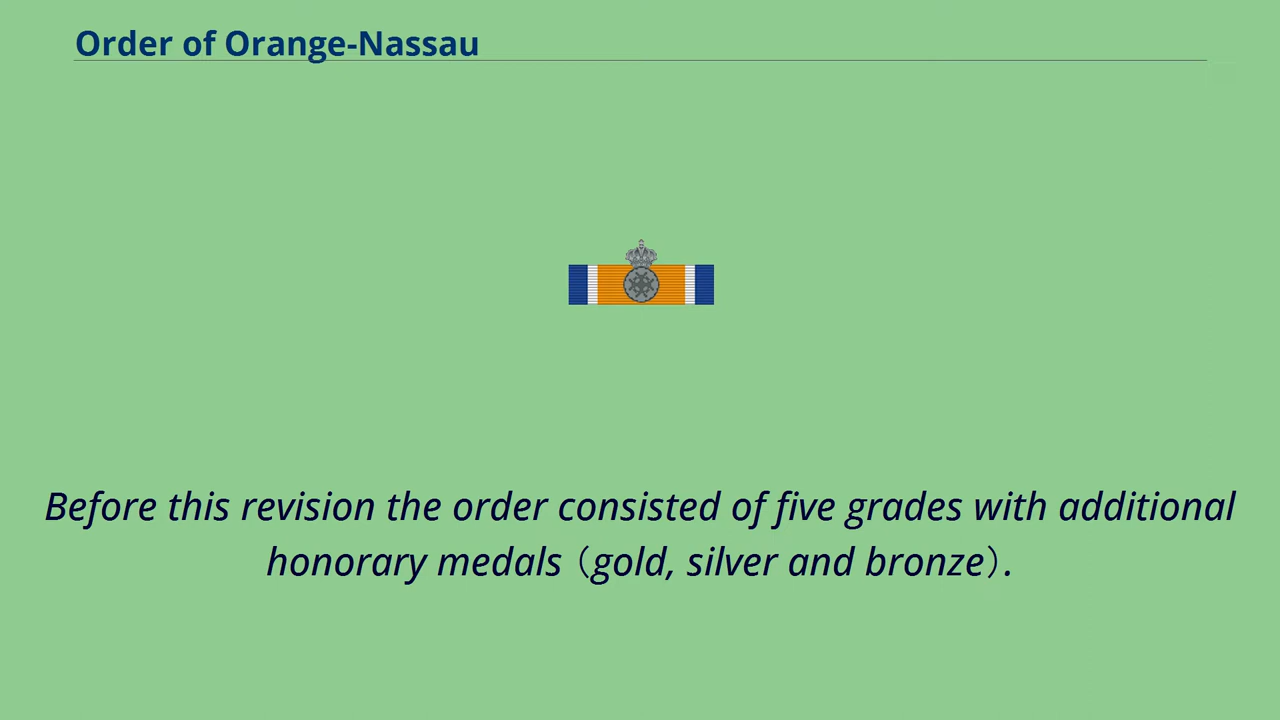 Order of Orange-Nassau
Before this revision the order consisted of five grades with additional
honorary medals (gold, silver and bronze).